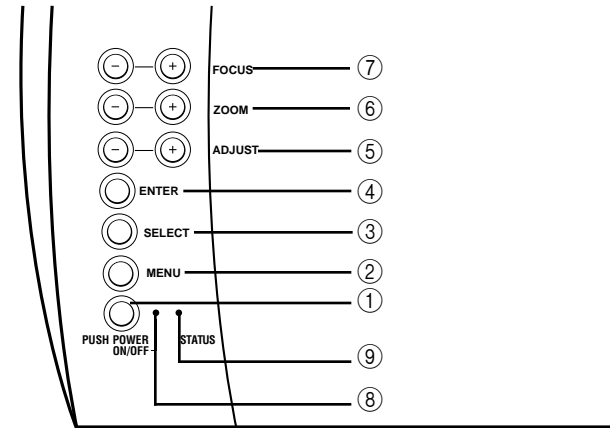 − + FOCUS ⑦
− + ZOOM ⑥
− + ADJUST ⑤
ENTER ④
SELECT ③
MENU ②
①
PUSH POWER ON/OFF STATUS
⑨
⑧